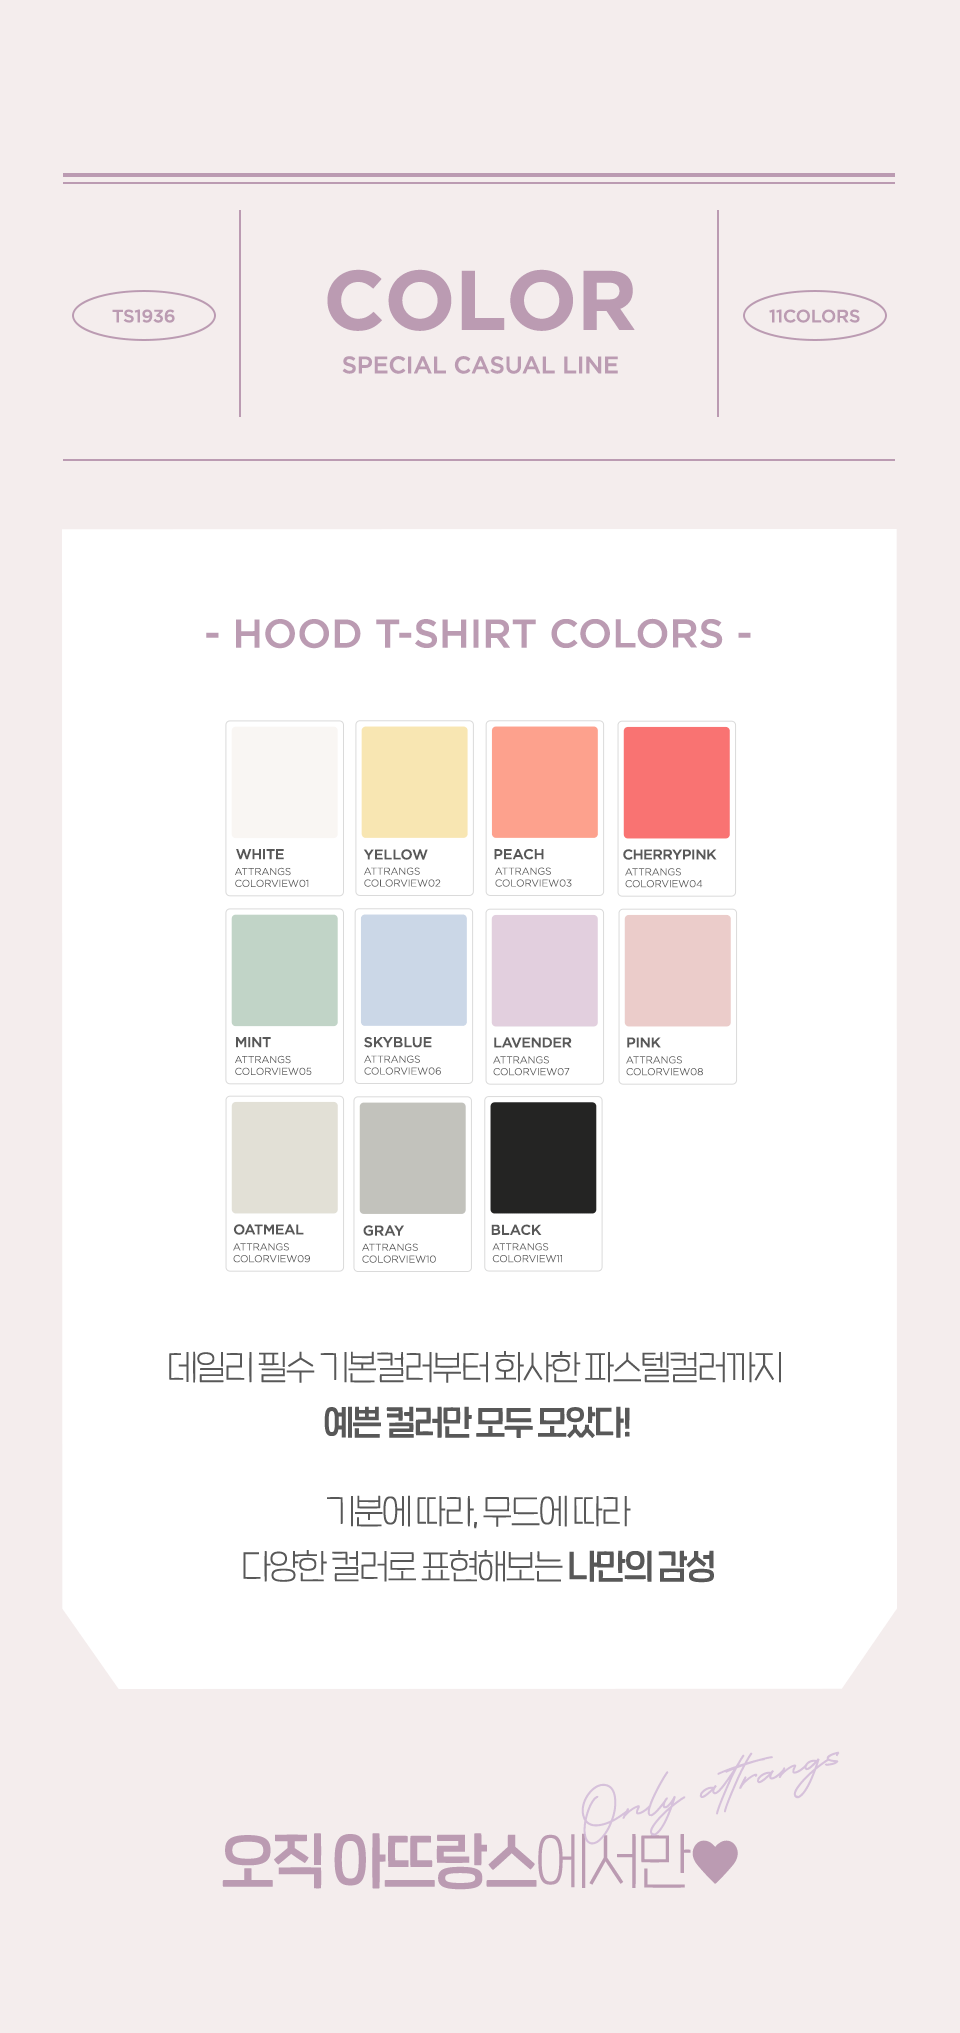 TS1936
COLOR
SPECIAL CASUAL LINE
11COLORS
- HOOD T-SHIRT COLORS -
WHITE
ATTRANGS
COLORVIEW01
YELLOW
ATTRANGS
COLORVIEW02
PEACH
ATTRANGS
COLORVIEW03
CHERRYPINK
ATTRANGS
COLORVIEW04
MINT
ATTRANGS
COLORVIEW05
SKYBLUE
ATTRANGS
COLORVIEW06
LAVENDER
ATTRANGS
COLORVIEW07
PINK
ATTRANGS
COLORVIEW08
OATMEAL
ATTRANGS
COLORVIEW09
GRAY
ATTRANGS
COLORVIEW10
BLACK
ATTRANGS
COLORVIEW11
데일리 필수 기본컬러부터 화사한 파스텔컬러까지
예쁜 컬러만 모두 모았다!
기분에 따라, 무드에 따라
다양한 컬러로 표현해보는 나만의 감성
Only attrangs
오직 아뜨랑스에서만♥